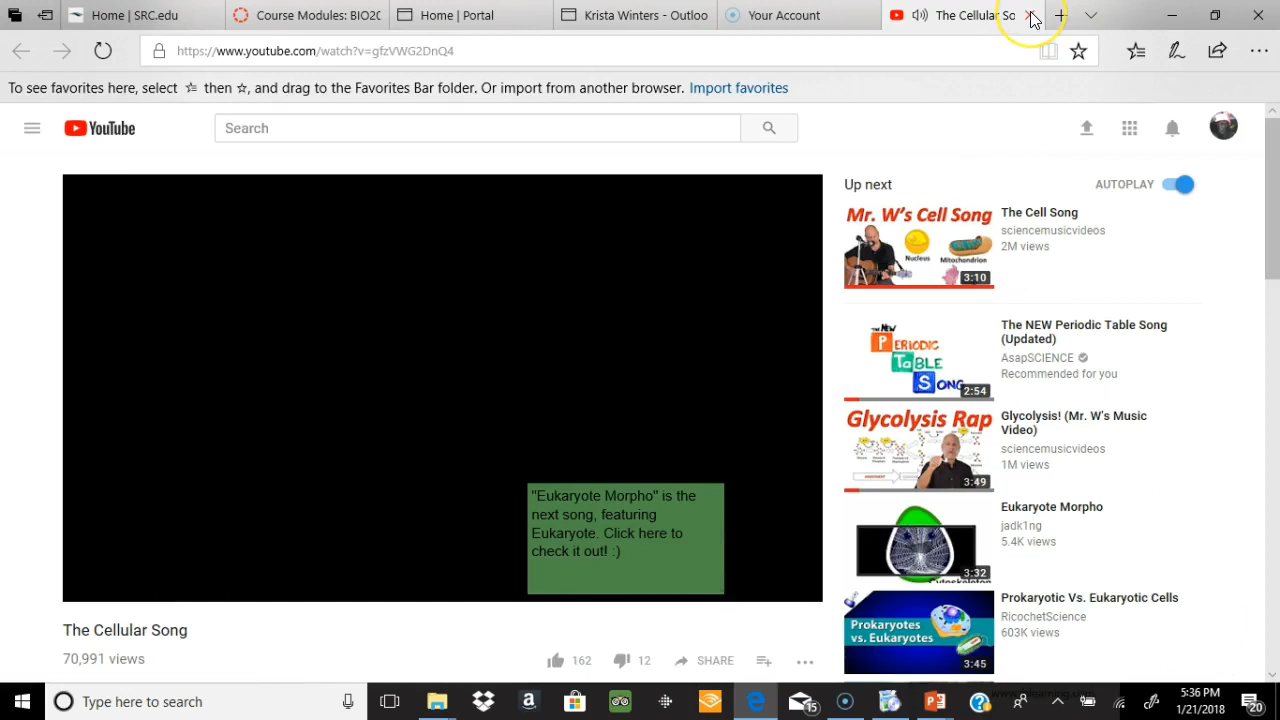 Home | SRC.edu
Course Modules: BIO20
Home | Portal
Krista Winters - Outloo
Your Account
The Cellular So
https://www.youtube.com/watch?v=gfzVWG2DnQ4
To see favorites here, select ☆ then ☆, and drag to the Favorites Bar folder. Or import from another browser. Import favorites
YouTube
Search
Up next
AUTOPLAY
Mr. W's Cell Song
Nucleus
Mitochondrion
3:10
The Cell Song
sciencemusicvideos
2M views
THE NEW
PERIODIC
TABLE
SONG
2:54
The NEW Periodic Table Song
(Updated)
AsapSCIENCE
Recommended for you
Glycolysis Rap
3:49
Glycolysis! (Mr. W's Music
Video)
sciencemusicvideos
1M views
"Eukaryote Morpho" is the
next song, featuring
Eukaryote. Click here to
check it out! :)
Cytoskeleton
3:32
Eukaryote Morpho
jadk1ng
5.4K views
Prokaryotes
vs. Eukaryotes
3:45
Prokaryotic Vs. Eukaryotic Cells
RicochetScience
603K views
The Cellular Song
70,991 views
162
12
SHARE
Type here to search
15
5:36 PM
1/21/2018
20